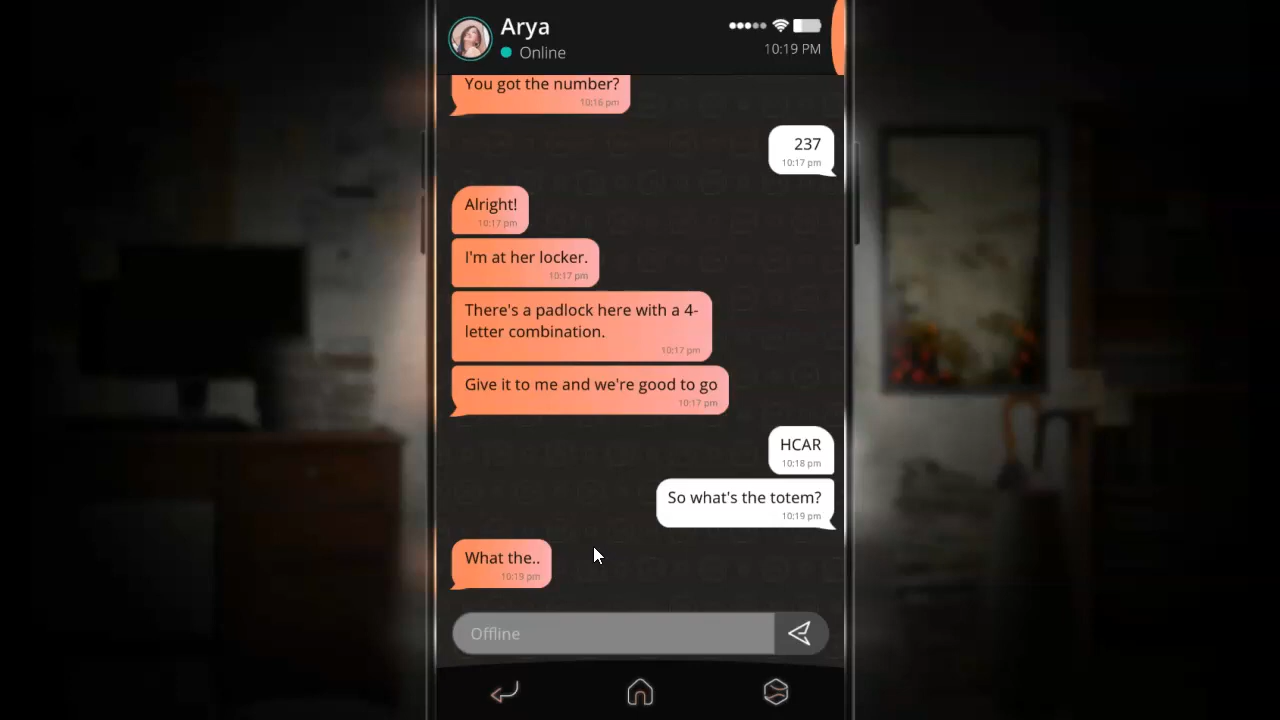 Arya
Online
10:19 PM
You got the number?
10:16 pm
237
10:17 pm
Alright!
10:17 pm
I'm at her locker.
10:17 pm
There's a padlock here with a 4-
letter combination.
10:17 pm
Give it to me and we're good to go
10:17 pm
HCAR
10:18 pm
So what's the totem?
10:19 pm
What the..
10:19 pm
Offline